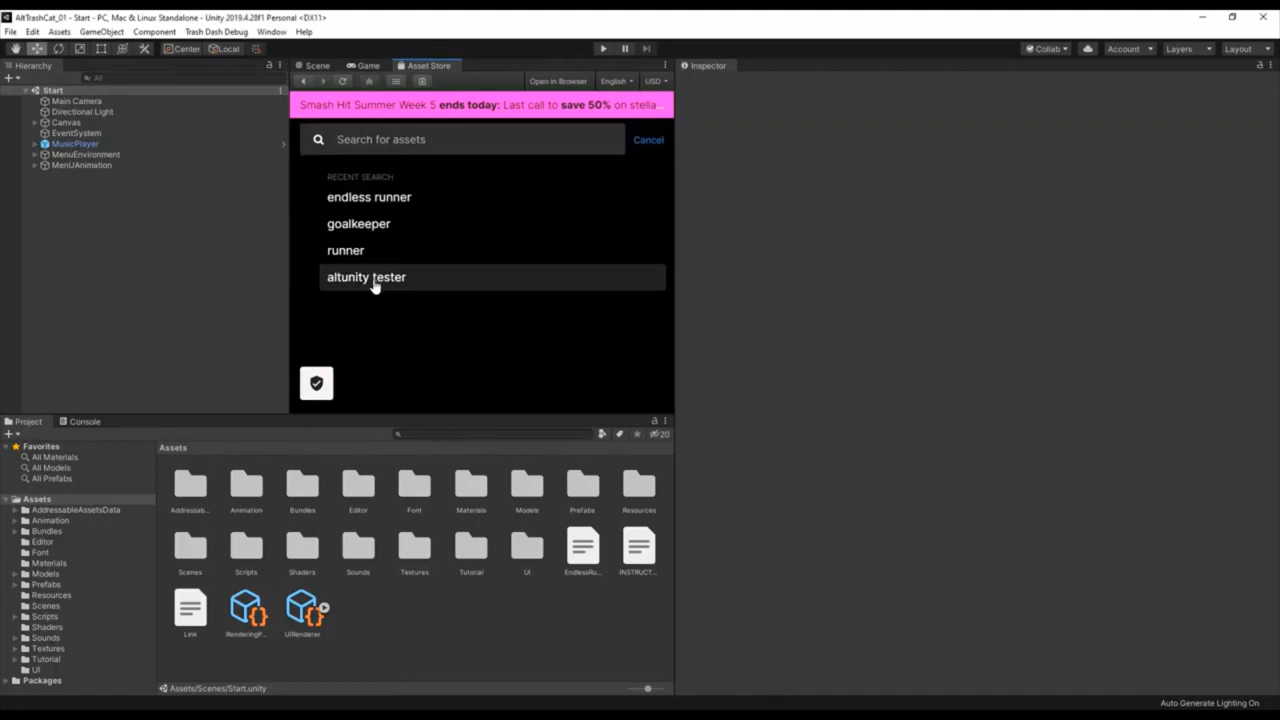 AltTrashCat_01 - Start - PC, Mac & Linux Standalone - Unity 2019.4.28f1 Personal <DX11>
File Edit Assets GameObject Component Trash Dash Debug Window Help
Center Local Collab Account Layers Layout
Hierarchy
All
Start
Main Camera
Directional Light
Canvas
EventSystem
MusicPlayer
MenuEnvironment
MenUAnimation
Scene Game Asset Store
Open in Browser English USD
Smash Hit Summer Week 5 ends today: Last call to save 50% on stella...
Search for assets Cancel
RECENT SEARCH
endless runner
goalkeeper
runner
altunity tester
Inspector
Project Console
20
Favorites
All Materials
All Models
All Prefabs
Assets
AddressableAssetsData
Animation
Bundles
Editor
Font
Materials
Models
Prefabs
Resources
Scenes
Scripts
Shaders
Sounds
Textures
Tutorial
UI
Packages
Assets
Addressab... Animation Bundles Editor Font Materials Models Prefabs Resources
Scenes Scripts Shaders Sounds Textures Tutorial UI EndlessRu... INSTRUCT...
Link RenderingP... UIRenderer
Assets/Scenes/Start.unity
Auto Generate Lighting On